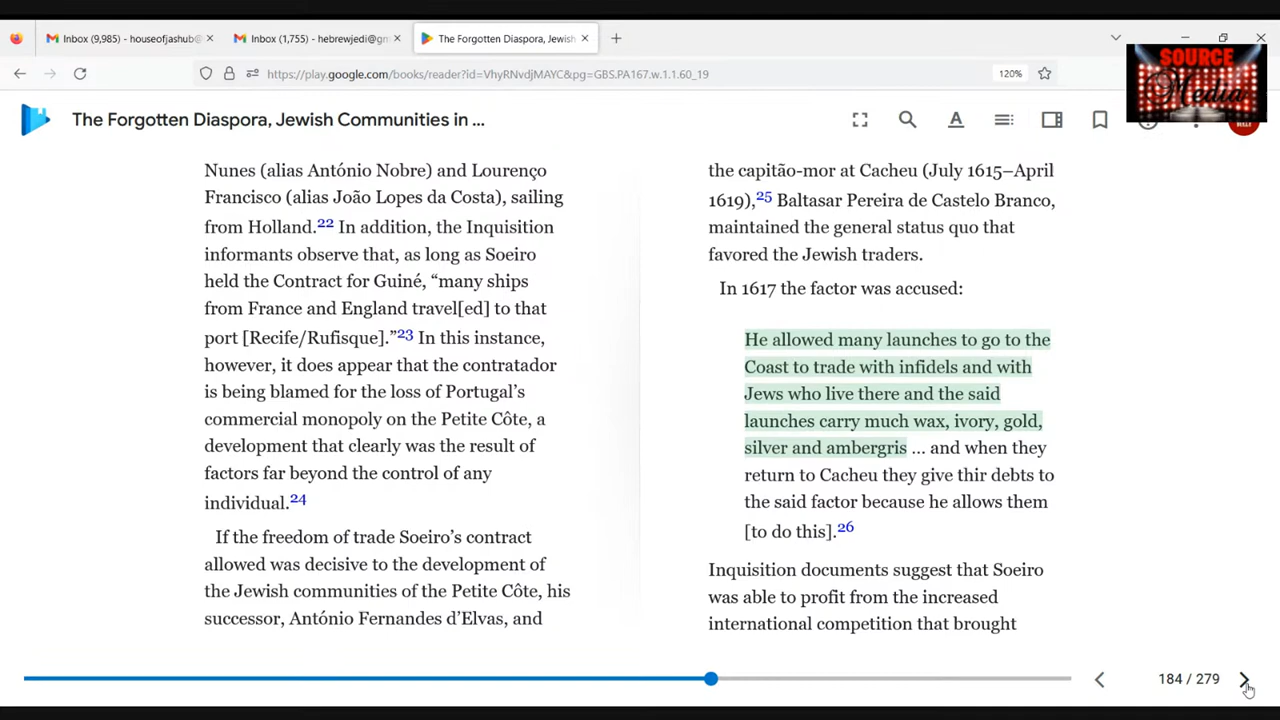 Inbox (9,985) - houseofjashub@
Inbox (1,755) - hebrewjedi@gm
The Forgotten Diaspora, Jewish
https://play.google.com/books/reader?id=VhyRNvdjMAYC&pg=GBS.PA167.w.1.1.60_19
120%
SOURCE
Media
The Forgotten Diaspora, Jewish Communities in ...
Nunes (alias António Nobre) and Lourenço
Francisco (alias João Lopes da Costa), sailing
from Holland.22 In addition, the Inquisition
informants observe that, as long as Soeiro
held the Contract for Guiné, “many ships
from France and England travel[ed] to that
port [Recife/Rufisque].”23 In this instance,
however, it does appear that the contratador
is being blamed for the loss of Portugal’s
commercial monopoly on the Petite Côte, a
development that clearly was the result of
factors far beyond the control of any
individual.24
If the freedom of trade Soeiro’s contract
allowed was decisive to the development of
the Jewish communities of the Petite Côte, his
successor, António Fernandes d’Elvas, and
the capitão-mor at Cacheu (July 1615–April
1619),25 Baltasar Pereira de Castelo Branco,
maintained the general status quo that
favored the Jewish traders.
In 1617 the factor was accused:
He allowed many launches to go to the
Coast to trade with infidels and with
Jews who live there and the said
launches carry much wax, ivory, gold,
silver and ambergris ... and when they
return to Cacheu they give thir debts to
the said factor because he allows them
[to do this].26
Inquisition documents suggest that Soeiro
was able to profit from the increased
international competition that brought
184 / 279